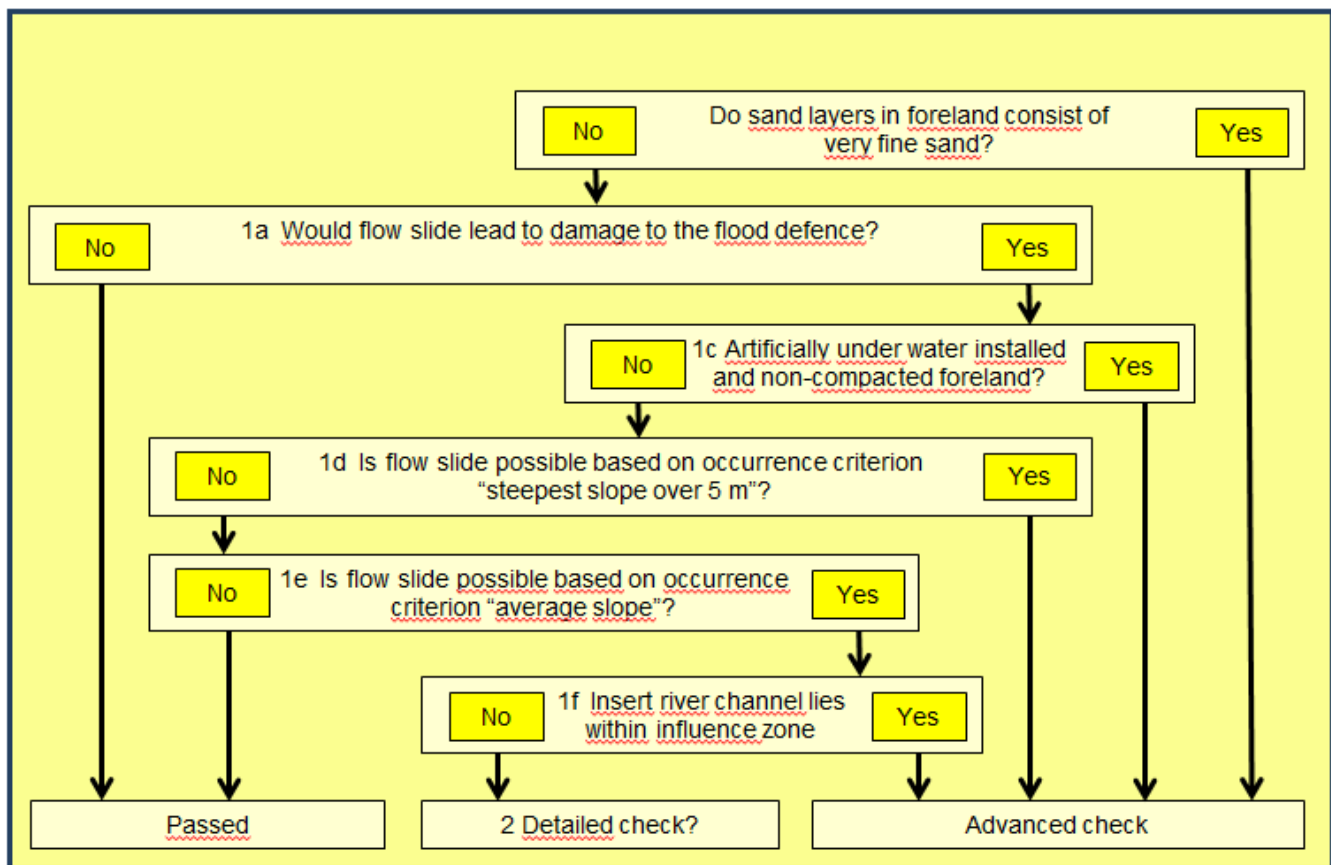 Do sand layers in foreland consist of
No
very fine sand?
Yes
1a Would flow slide lead to damage to the flood defence?
No
Yes
1c Artificially under water installed
No
and non-compacted foreland?
Yes
1d Is flow slide possible based on occurrence criterion
No
“steepest slope over 5 m”?
Yes
1e Is flow slide possible based on occurrence
No
criterion “average slope”?
Yes
1f Insert river channel lies
No
within influence zone
Yes
Passed
2 Detailed check?
Advanced check